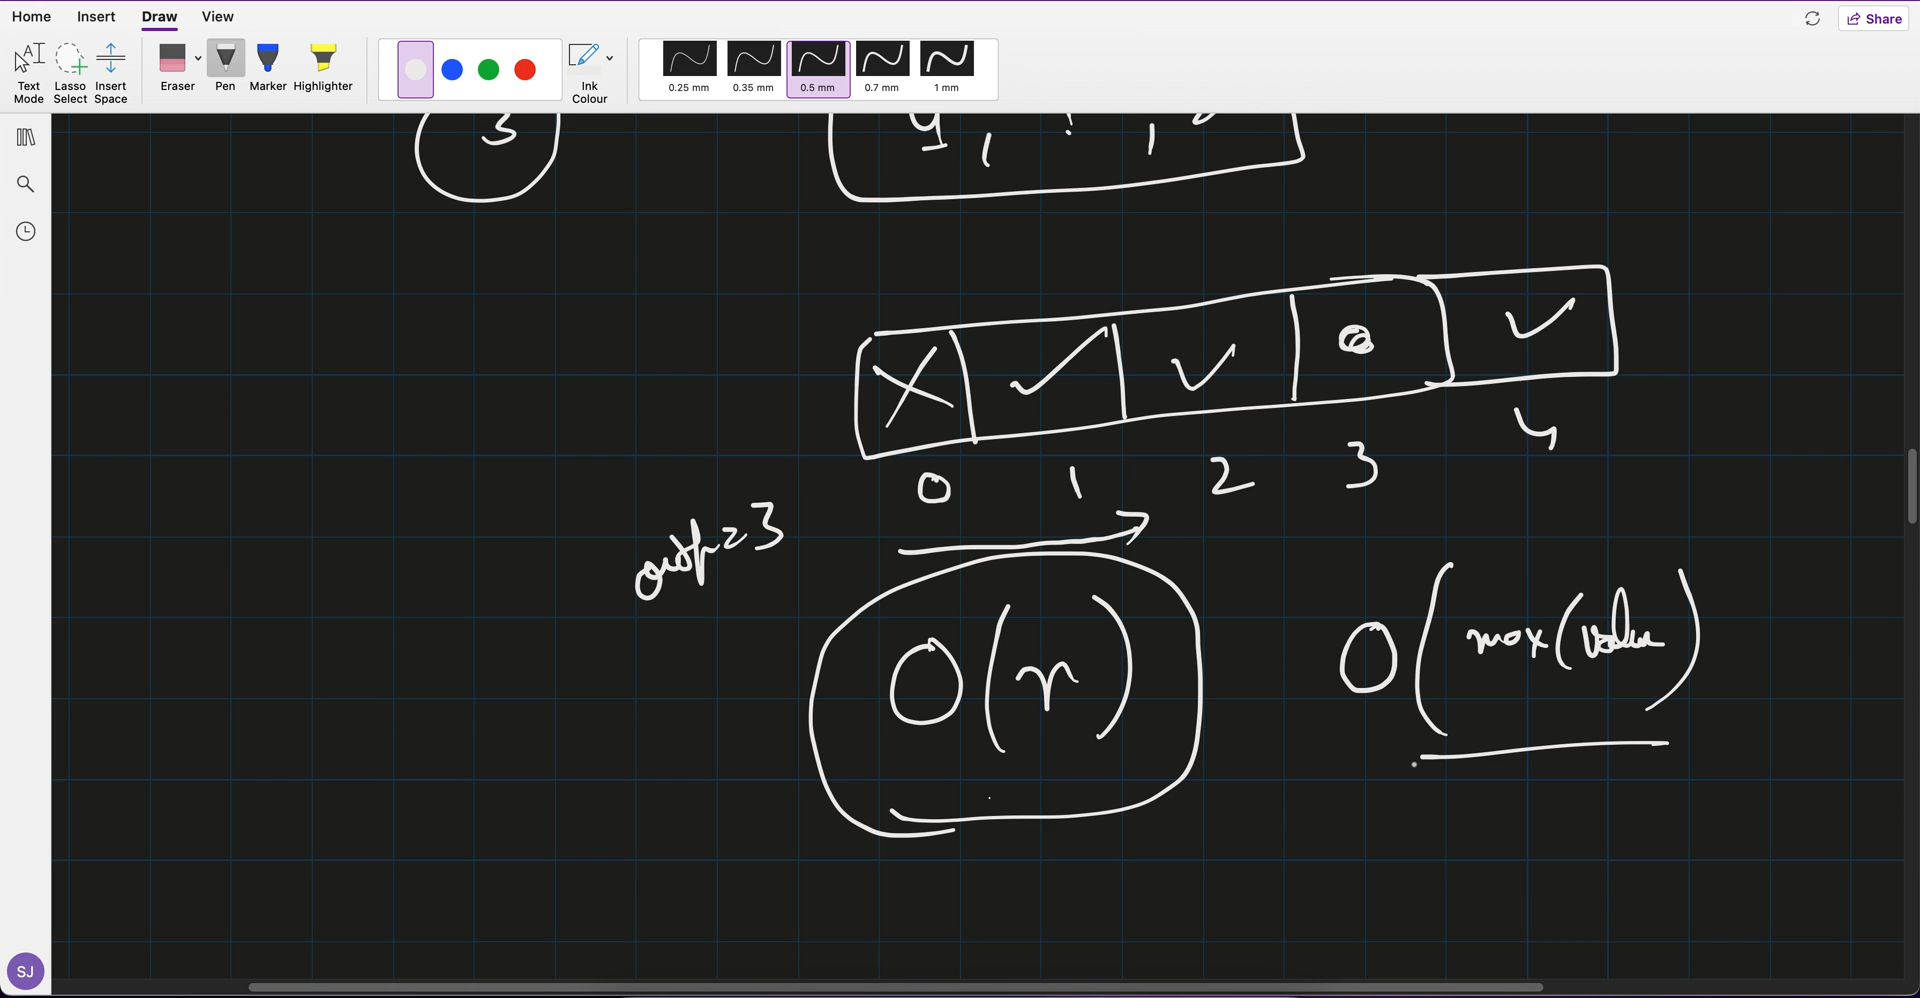 Home Insert Draw View Share
Text Mode Lasso Select Insert Space Eraser Pen Marker Highlighter Ink Colour 0.25 mm 0.35 mm 0.5 mm 0.7 mm 1 mm
3
0 1 2 3 4
outp = 3
O(n)
O(max(value)
SJ